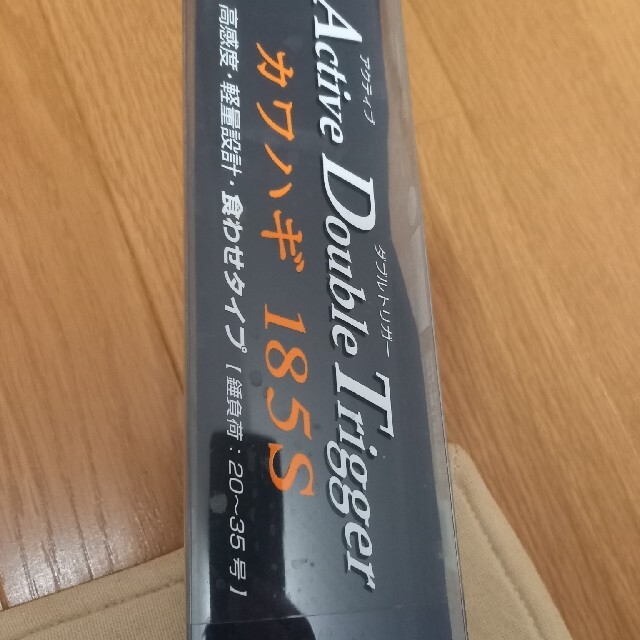 アクティブ ダブルトリガー
Active Double Trigger
カワハギ 185S
高感度・軽量設計・食わせタイプ【錘負荷:20~35号】